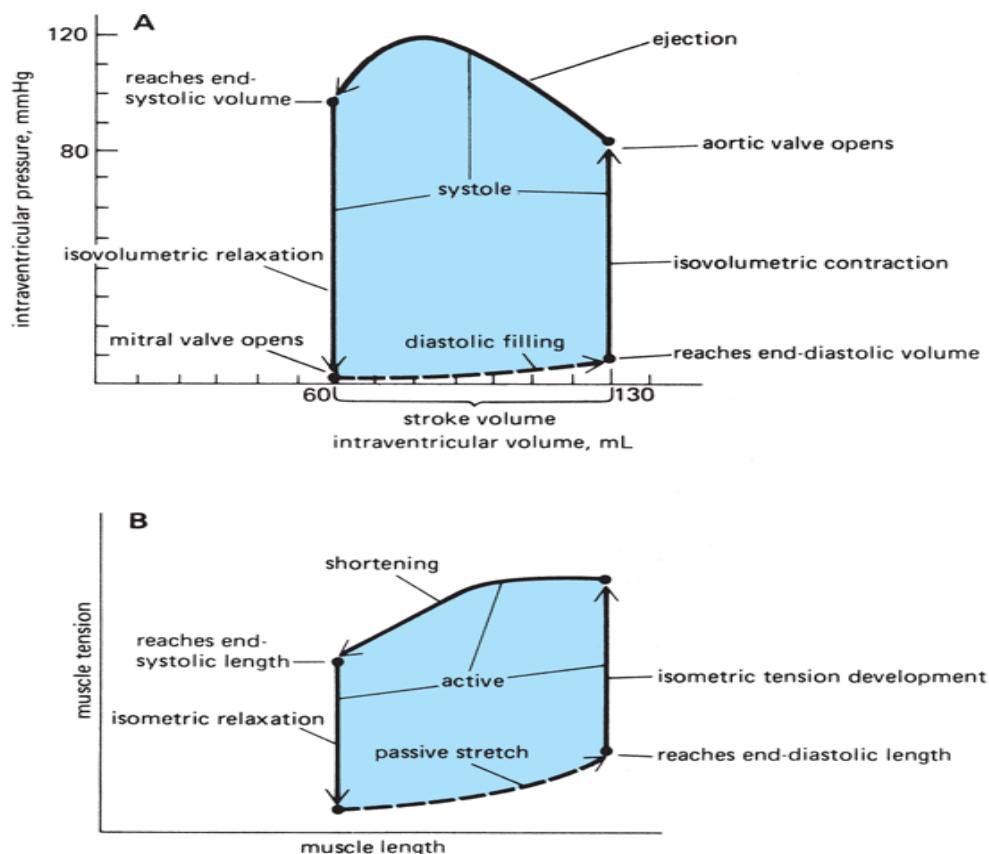 A
120
ejection
reaches end-
systolic volume
80
aortic valve opens
intraventricular pressure, mmHg
systole
isovolumetric relaxation
isovolumetric contraction
mitral valve opens
diastolic filling
reaches end-diastolic volume
60
130
stroke volume
intraventricular volume, mL
B
shortening
reaches end-
systolic length
muscle tension
active
isometric tension development
isometric relaxation
passive stretch
reaches end-diastolic length
muscle length